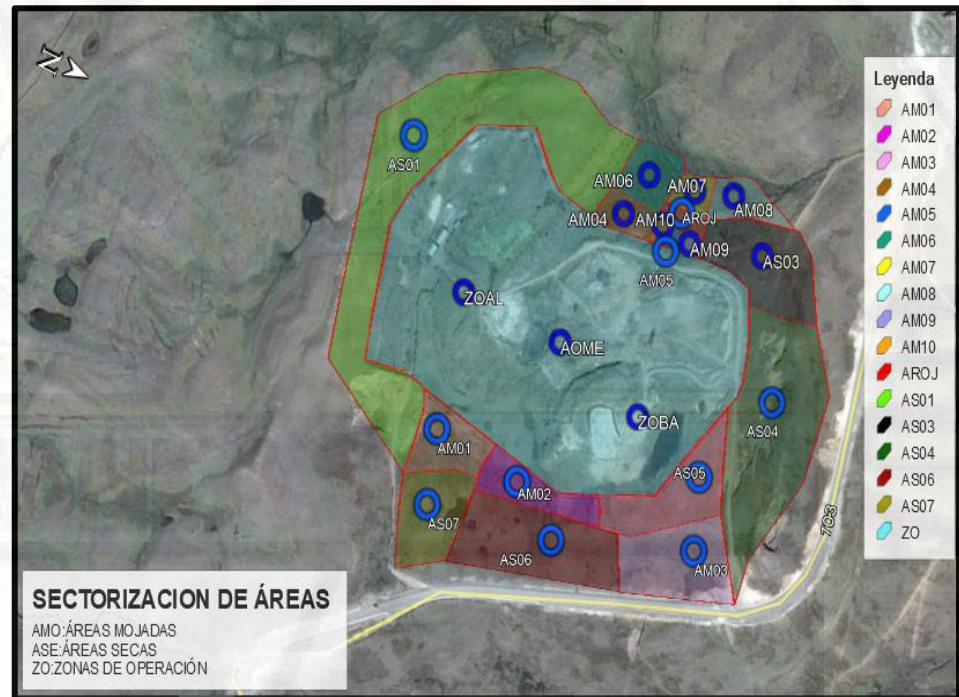 N
Leyenda
AM01
AM02
AM03
AM04
AM05
AM06
AM07
AM08
AM09
AM10
AROJ
AS01
AS03
AS04
AS06
AS07
ZO
AS01
AM06
AM07
AM08
AM04
AM10
AROJ
AM09
AM05
AS03
ZOAL
AOME
ZOBA
AS04
AM01
AM02
AS05
AS07
AS06
AM03
703
SECTORIZACION DE ÁREAS
AMO:ÁREAS MOJADAS
ASE:ÁREAS SECAS
ZO:ZONAS DE OPERACIÓN